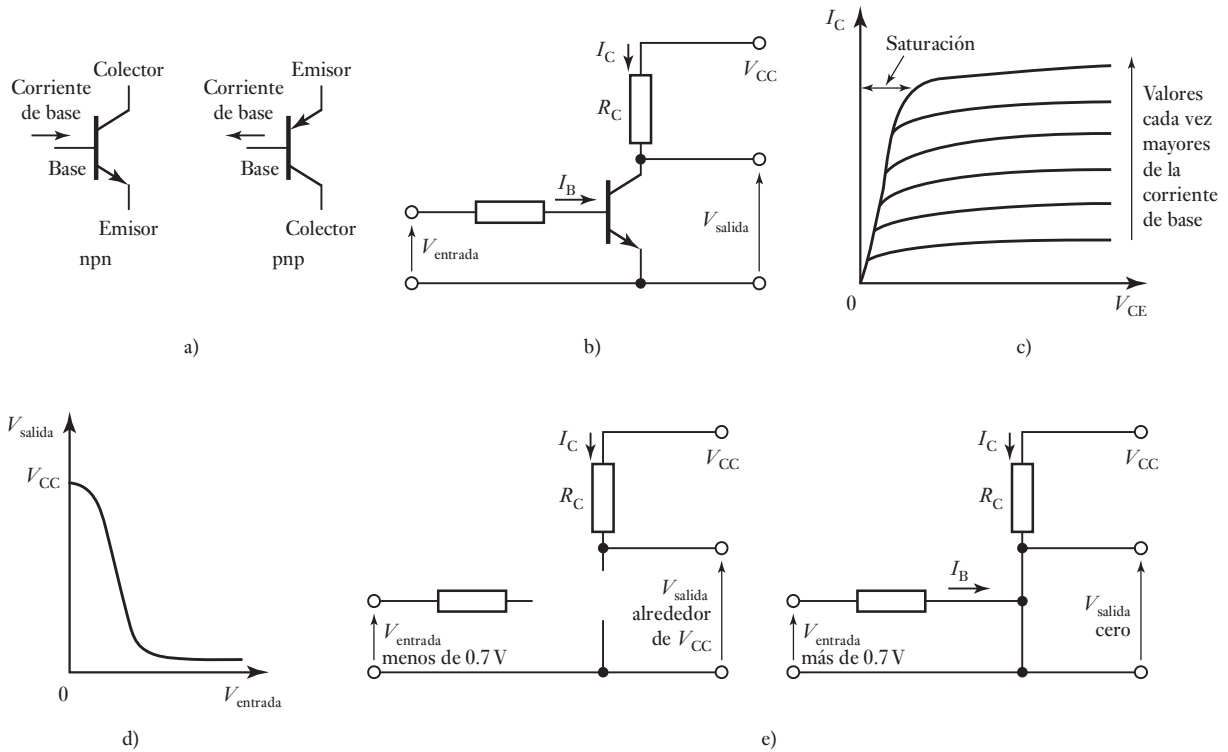 Colector
Corriente
de base
Base
Emisor
npn
Emisor
Corriente
de base
Base
Colector
pnp
a)
I_C
V_CC
R_C
I_B
V_entrada
V_salida
b)
I_C
Saturación
Valores
cada vez
mayores
de la
corriente
de base
0
V_CE
c)
V_salida
V_CC
0
V_entrada
d)
I_C
V_CC
R_C
V_entrada
menos de 0.7 V
V_salida
alrededor
de V_CC
I_C
V_CC
R_C
I_B
V_entrada
más de 0.7 V
V_salida
cero
e)